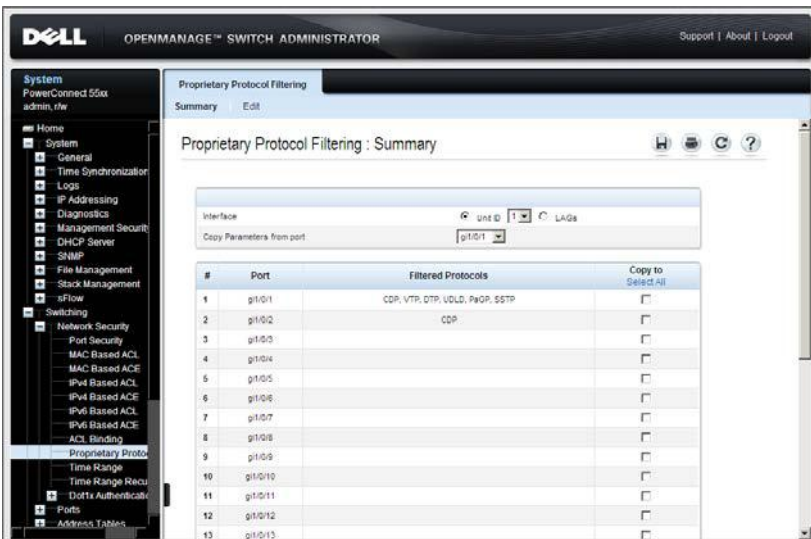 DELL
OPENMANAGE™ SWITCH ADMINISTRATOR
Support | About | Logout
System
PowerConnect 55xx
admin, r/w
Home
System
General
Time Synchronization
Logs
IP Addressing
Diagnostics
Management Securit
DHCP Server
SNMP
File Management
Stack Management
sFlow
Switching
Network Security
Port Security
MAC Based ACL
MAC Based ACE
IPv4 Based ACL
IPv4 Based ACE
IPv6 Based ACL
IPv6 Based ACE
ACL Binding
Proprietary Proto
Time Range
Time Range Recu
Dot1x Authenticatio
Ports
Address Tables
Proprietary Protocol Filtering
Summary Edit
Proprietary Protocol Filtering : Summary
Interface Unit ID 1 LAGs
Copy Parameters from port gi1/0/1
# Port Filtered Protocols Copy to
Select All
1 gi1/0/1 CDP, VTP, DTP, UDLD, PaGP, SSTP
2 gi1/0/2 CDP
3 gi1/0/3
4 gi1/0/4
5 gi1/0/5
6 gi1/0/6
7 gi1/0/7
8 gi1/0/8
9 gi1/0/9
10 gi1/0/10
11 gi1/0/11
12 gi1/0/12
13 gi1/0/13